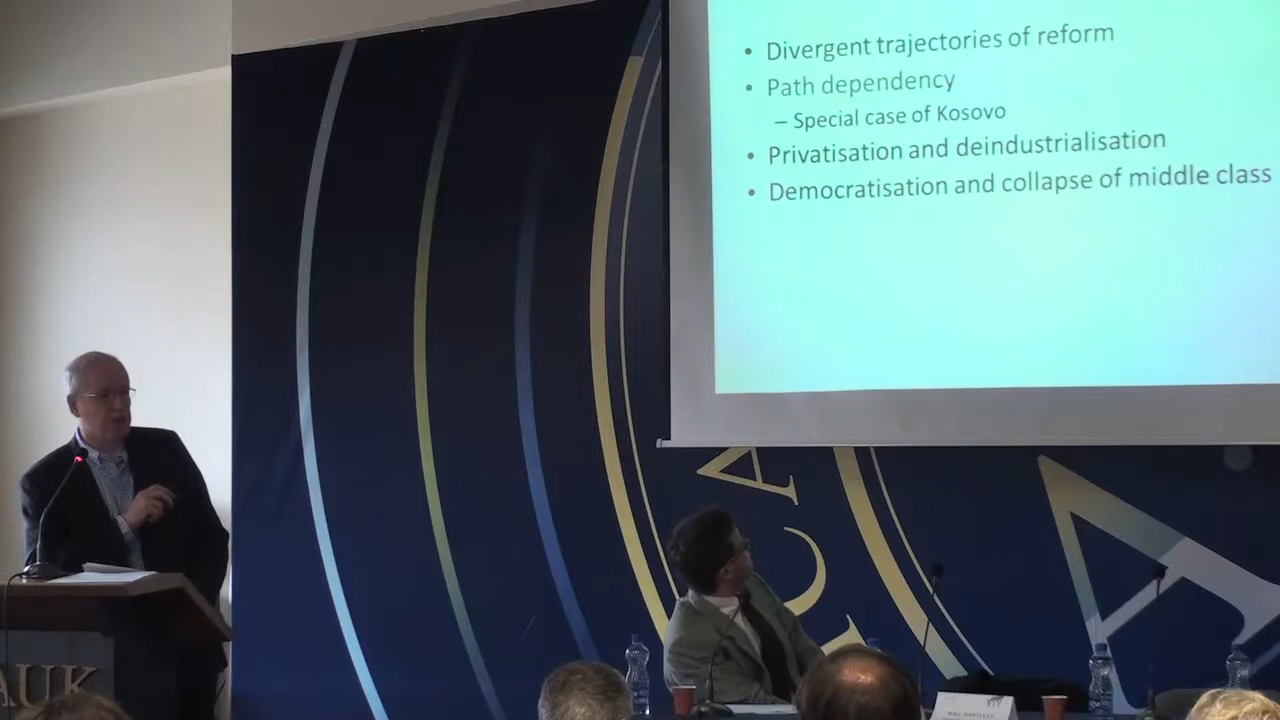 • Divergent trajectories of reform
• Path dependency
– Special case of Kosovo
• Privatisation and deindustrialisation
• Democratisation and collapse of middle class
CA
A
AUK